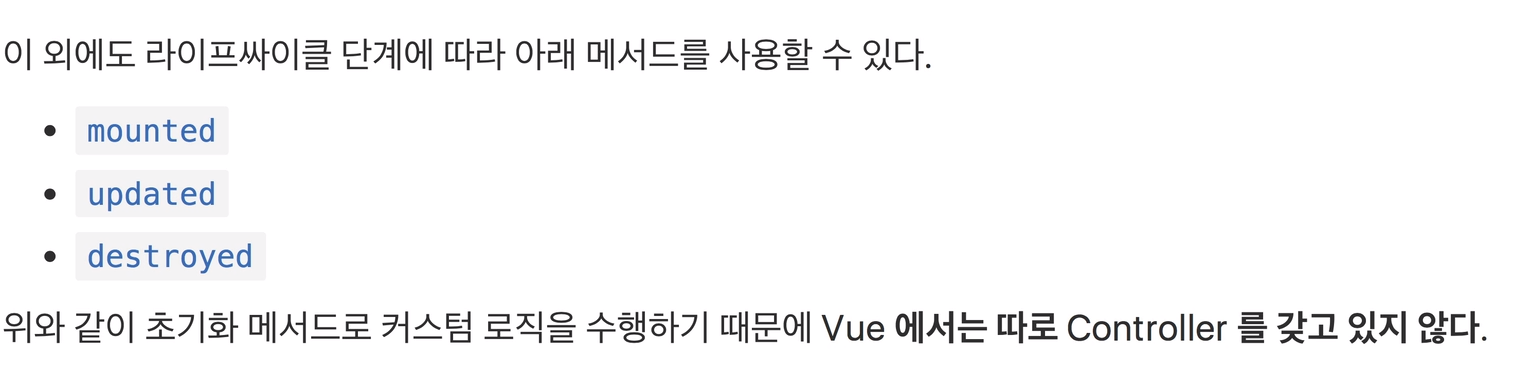 이 외에도 라이프싸이클 단계에 따라 아래 메서드를 사용할 수 있다.
• mounted
• updated
• destroyed
위와 같이 초기화 메서드로 커스텀 로직을 수행하기 때문에 Vue 에서는 따로 Controller 를 갖고 있지 않다.